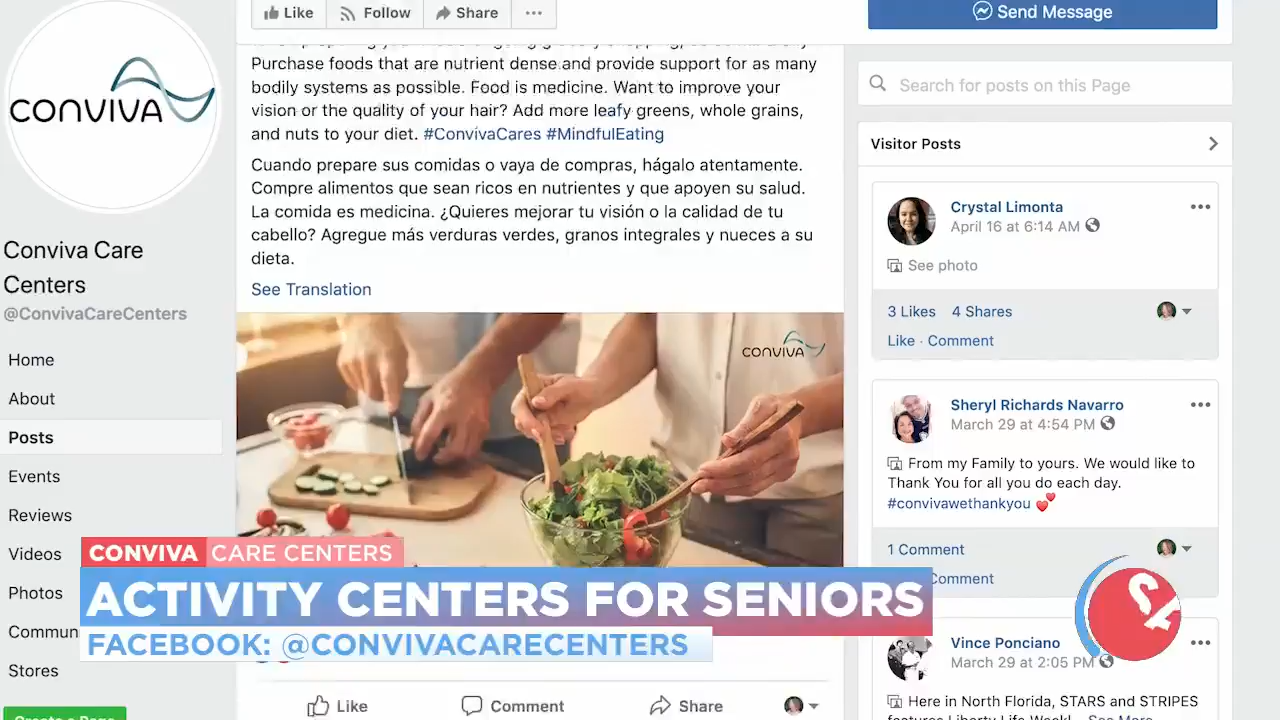 Like
Follow
Share
Send Message
CONVIVA
Purchase foods that are nutrient dense and provide support for as many
bodily systems as possible. Food is medicine. Want to improve your
vision or the quality of your hair? Add more leafy greens, whole grains,
and nuts to your diet. #ConvivaCares #MindfulEating
Cuando prepare sus comidas o vaya de compras, hágalo atentamente.
Compre alimentos que sean ricos en nutrientes y que apoyen su salud.
La comida es medicina. ¿Quieres mejorar tu visión o la calidad de tu
cabello? Agregue más verduras verdes, granos integrales y nueces a su
dieta.
See Translation
Conviva Care
Centers
@ConvivaCareCenters
Home
About
Posts
Events
Reviews
Videos
Photos
Commun
Stores
Create a Page
CONVIVA
CONVIVA CARE CENTERS
ACTIVITY CENTERS FOR SENIORS
FACEBOOK: @CONVIVACARECENTERS
Like
Comment
Share
Search for posts on this Page
Visitor Posts
Crystal Limonta
April 16 at 6:14 AM
See photo
3 Likes 4 Shares
Like · Comment
Sheryl Richards Navarro
March 29 at 4:54 PM
From my Family to yours. We would like to
Thank You for all you do each day.
#convivawethankyou 💕
1 Comment
Comment
Vince Ponciano
March 29 at 2:05 PM
Here in North Florida, STARS and STRIPES
features Liberty Life Week! See More